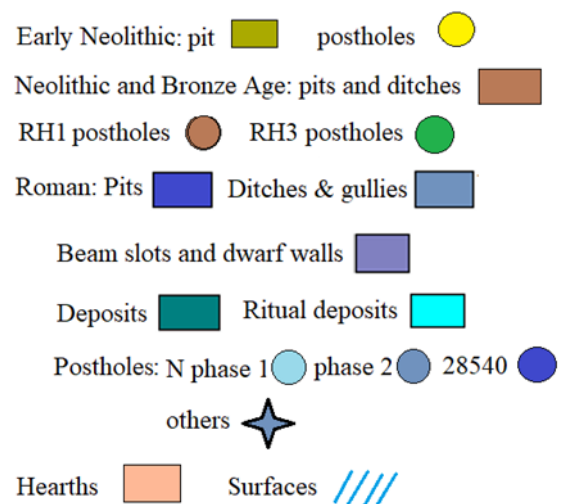 Early Neolithic: pit postholes
Neolithic and Bronze Age: pits and ditches
RH1 postholes RH3 postholes
Roman: Pits Ditches & gullies
Beam slots and dwarf walls
Deposits Ritual deposits
Postholes: N phase 1 phase 2 28540
others
Hearths Surfaces